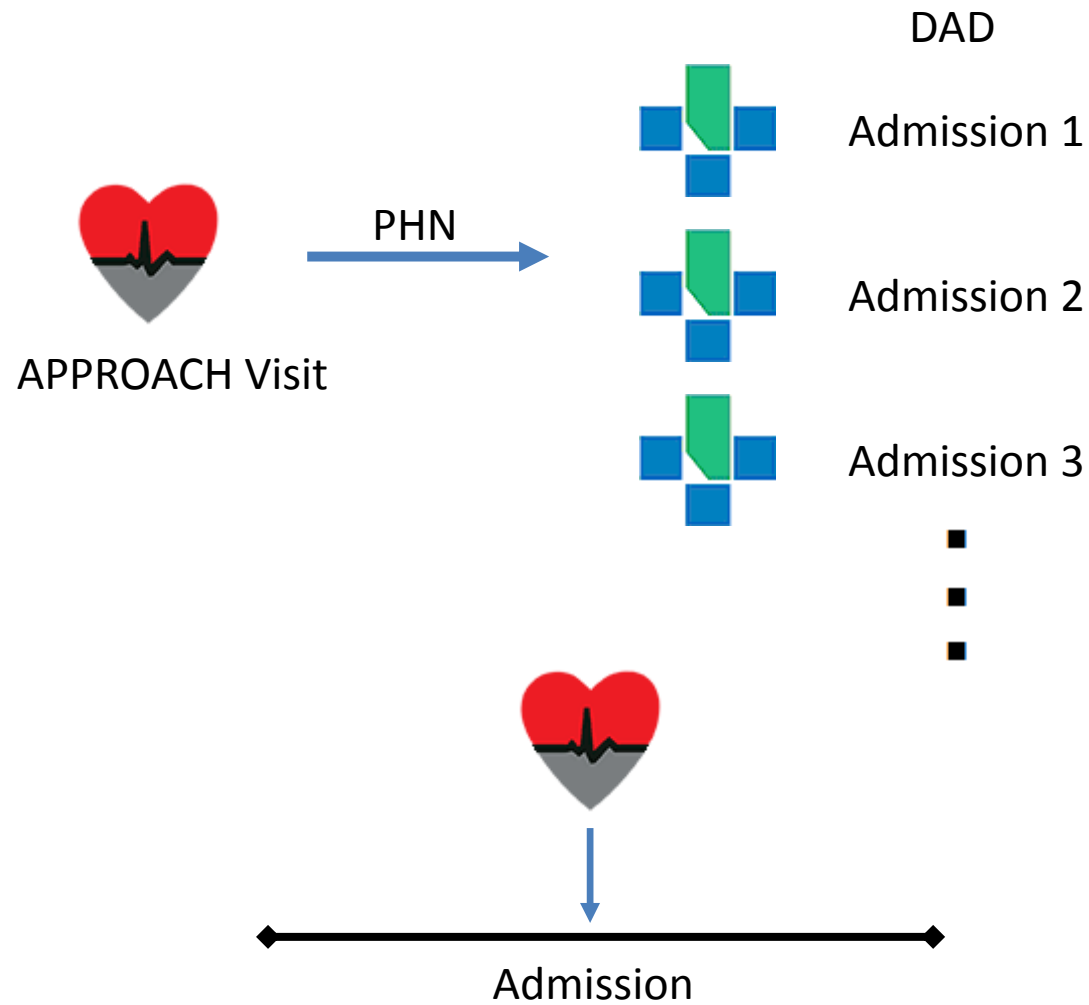 DAD
Admission 1
PHN
Admission 2
APPROACH Visit
Admission 3
Admission